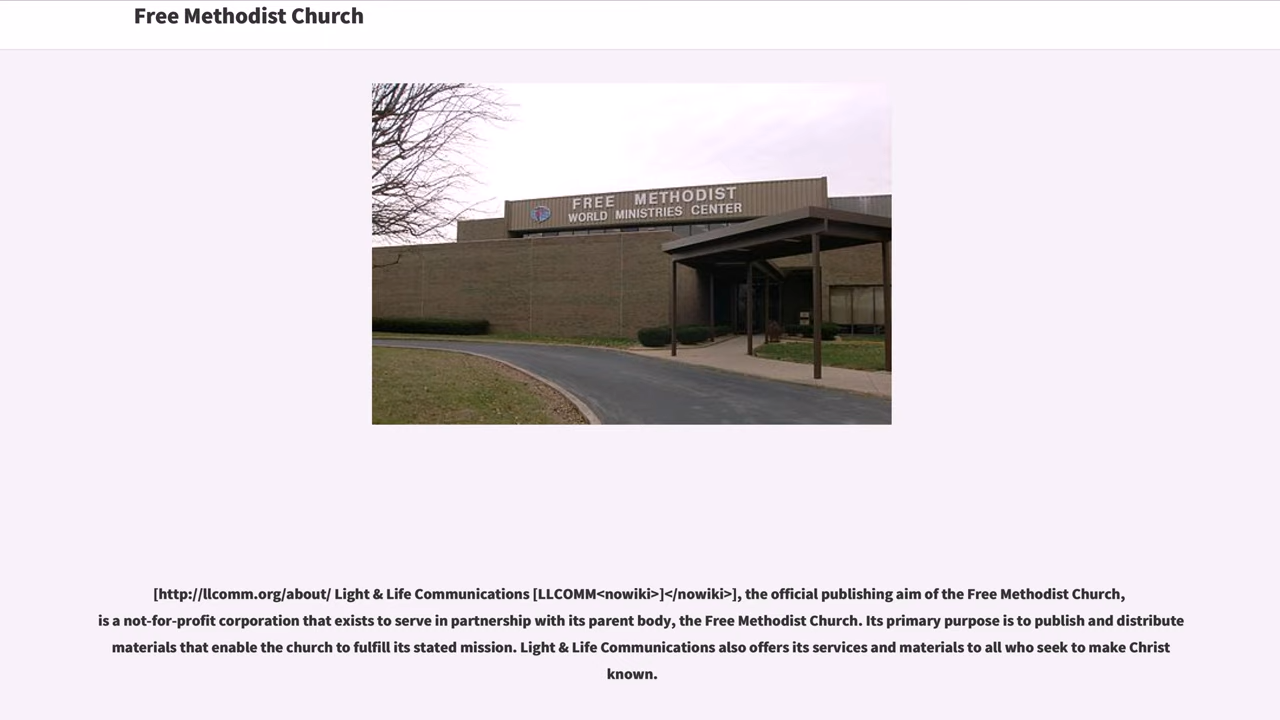 Free Methodist Church
FREE METHODIST
WORLD MINISTRIES CENTER
[http://llcomm.org/about/ Light & Life Communications [LLCOMM<nowiki>]</nowiki>], the official publishing aim of the Free Methodist Church,
is a not-for-profit corporation that exists to serve in partnership with its parent body, the Free Methodist Church. Its primary purpose is to publish and distribute
materials that enable the church to fulfill its stated mission. Light & Life Communications also offers its services and materials to all who seek to make Christ
known.